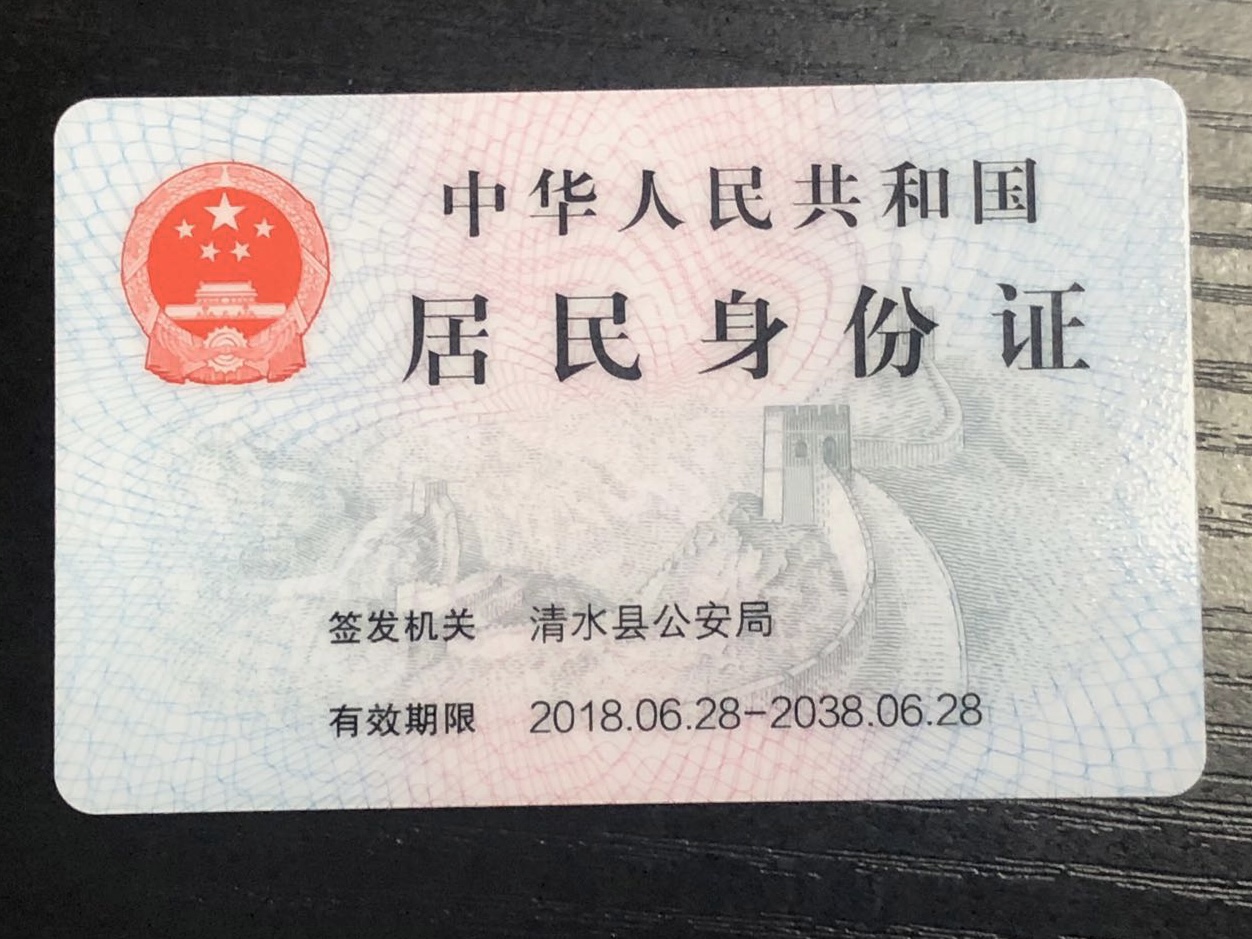 中华人民共和国
居民身份证
签发机关 清水县公安局
有效期限 2018.06.28-2038.06.28